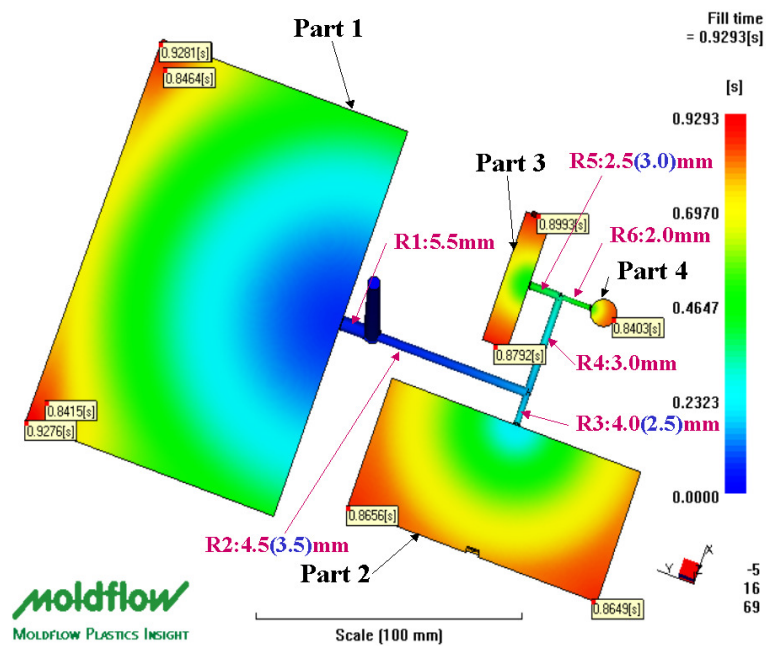 Fill time
= 0.9293[s]
[s]
0.9293
0.6970
0.4647
0.2323
0.0000
Part 1
0.9281[s]
0.8464[s]
Part 3
R5:2.5(3.0)mm
0.8993[s]
R6:2.0mm
R1:5.5mm
Part 4
0.8403[s]
0.8792[s]
R4:3.0mm
0.8415[s]
0.9276[s]
R3:4.0(2.5)mm
R2:4.5(3.5)mm
0.8656[s]
Part 2
0.8649[s]
X
Y
Z
-5
16
69
moldflow
MOLDFLOW PLASTICS INSIGHT
Scale (100 mm)